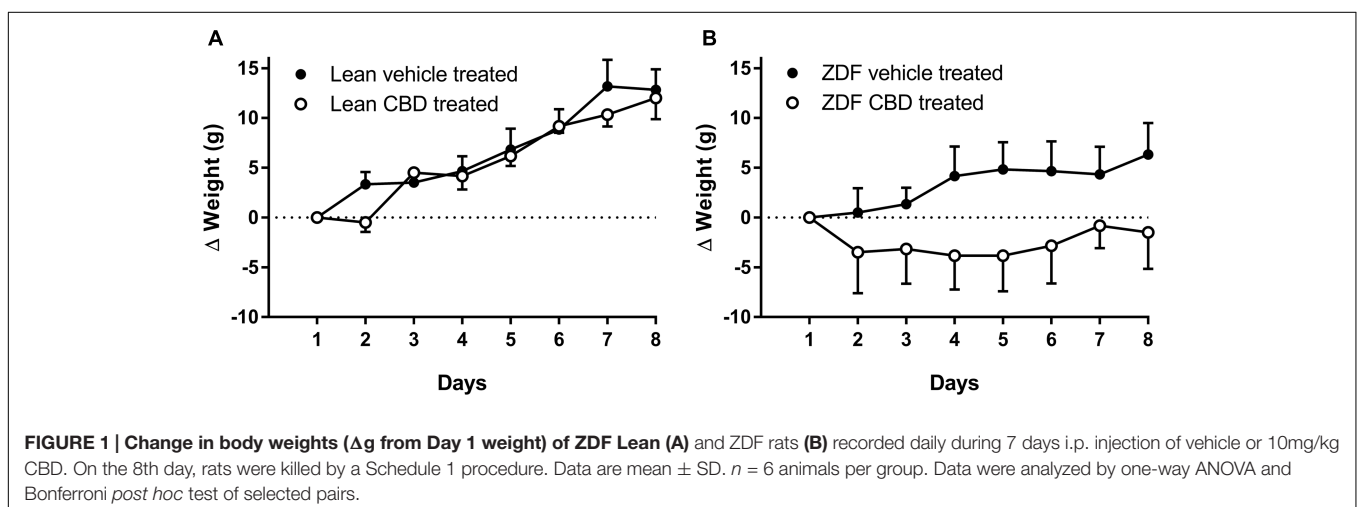 A
B
Lean vehicle treated
Lean CBD treated
ZDF vehicle treated
ZDF CBD treated
Δ Weight (g)
15
10
5
0
-5
-10
1 2 3 4 5 6 7 8
Days
Δ Weight (g)
15
10
5
0
-5
-10
1 2 3 4 5 6 7 8
Days
FIGURE 1 | Change in body weights (Δg from Day 1 weight) of ZDF Lean (A) and ZDF rats (B) recorded daily during 7 days i.p. injection of vehicle or 10mg/kg
CBD. On the 8th day, rats were killed by a Schedule 1 procedure. Data are mean ± SD. n = 6 animals per group. Data were analyzed by one-way ANOVA and
Bonferroni post hoc test of selected pairs.